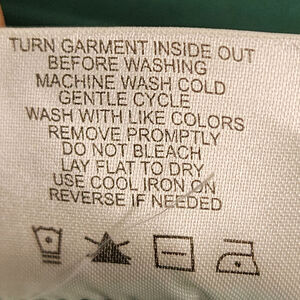 TURN GARMENT INSIDE OUT
BEFORE WASHING
MACHINE WASH COLD
GENTLE CYCLE
WASH WITH LIKE COLORS
REMOVE PROMPTLY
DO NOT BLEACH
LAY FLAT TO DRY
USE COOL IRON ON
REVERSE IF NEEDED